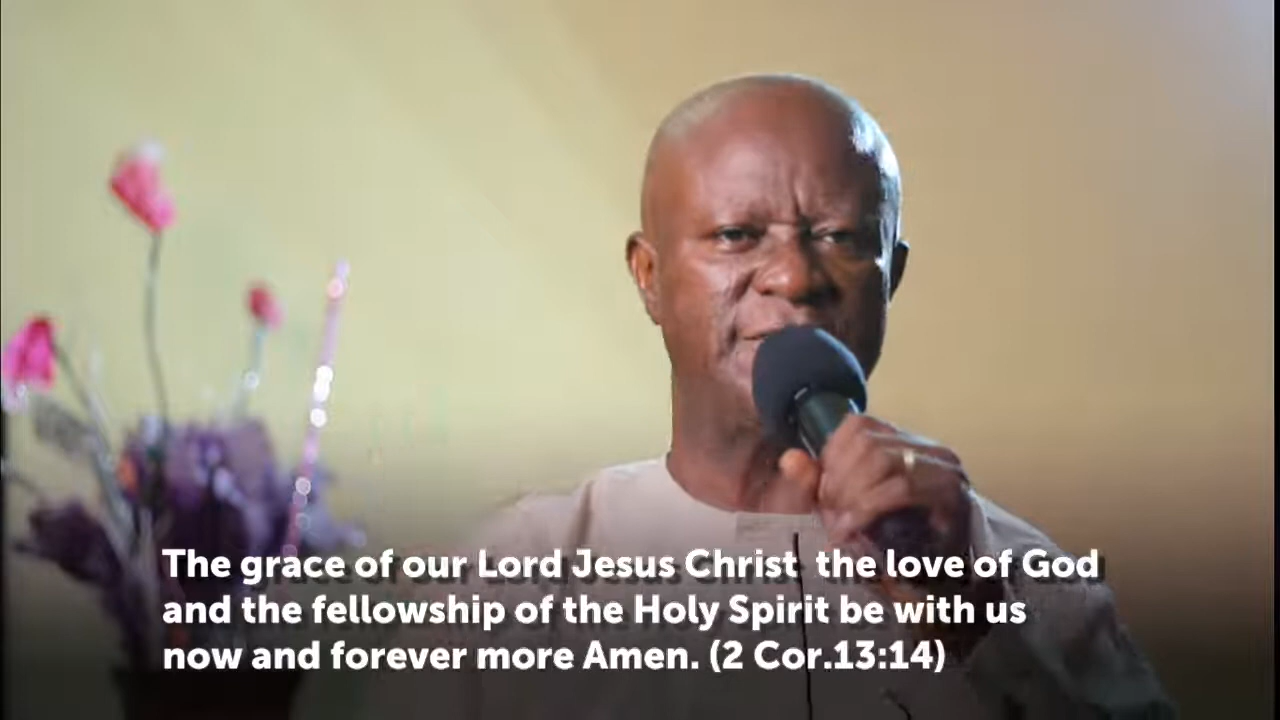 The grace of our Lord Jesus Christ  the love of God
and the fellowship of the Holy Spirit be with us
now and forever more Amen. (2 Cor.13:14)